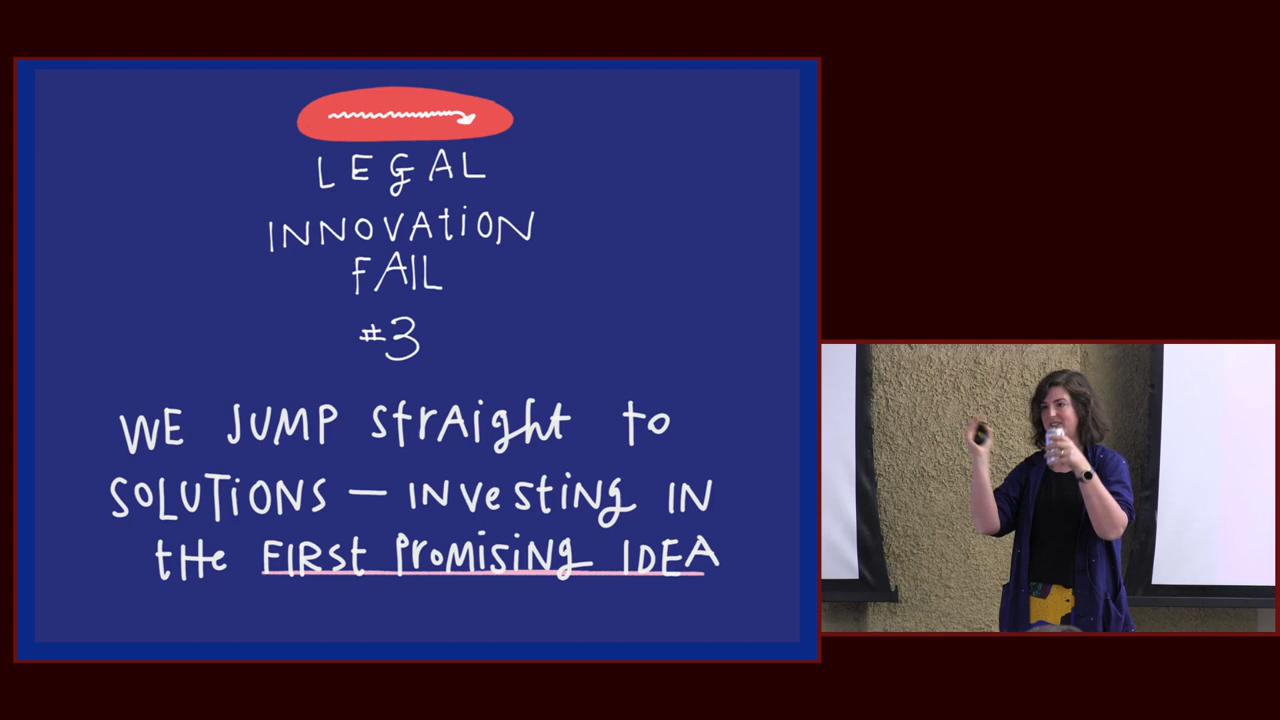 LEGAL
INNOVATION
FAIL
#3
WE JUMP straight to
SOLUTIONS — INVESTING IN
the FIRST PROMISING IDEA